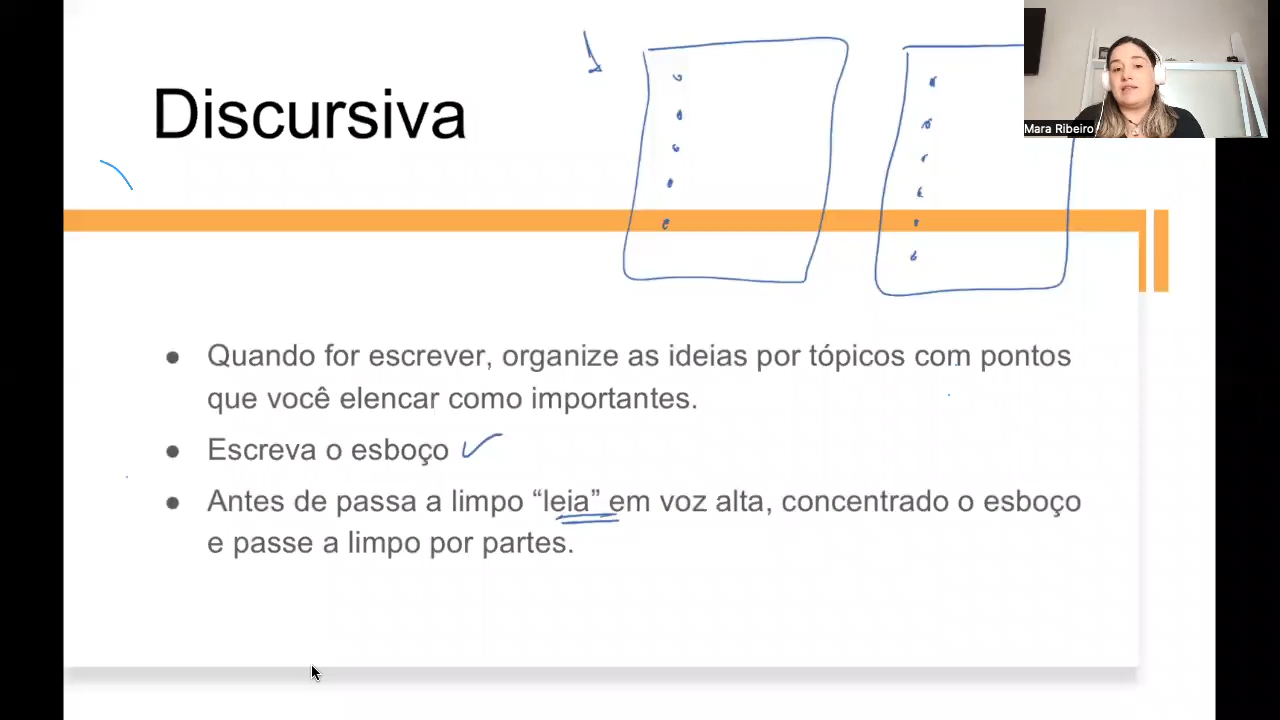 Discursiva
Mara Ribeiro
● Quando for escrever, organize as ideias por tópicos com pontos
que você elencar como importantes.
● Escreva o esboço
● Antes de passa a limpo “leia” em voz alta, concentrado o esboço
e passe a limpo por partes.